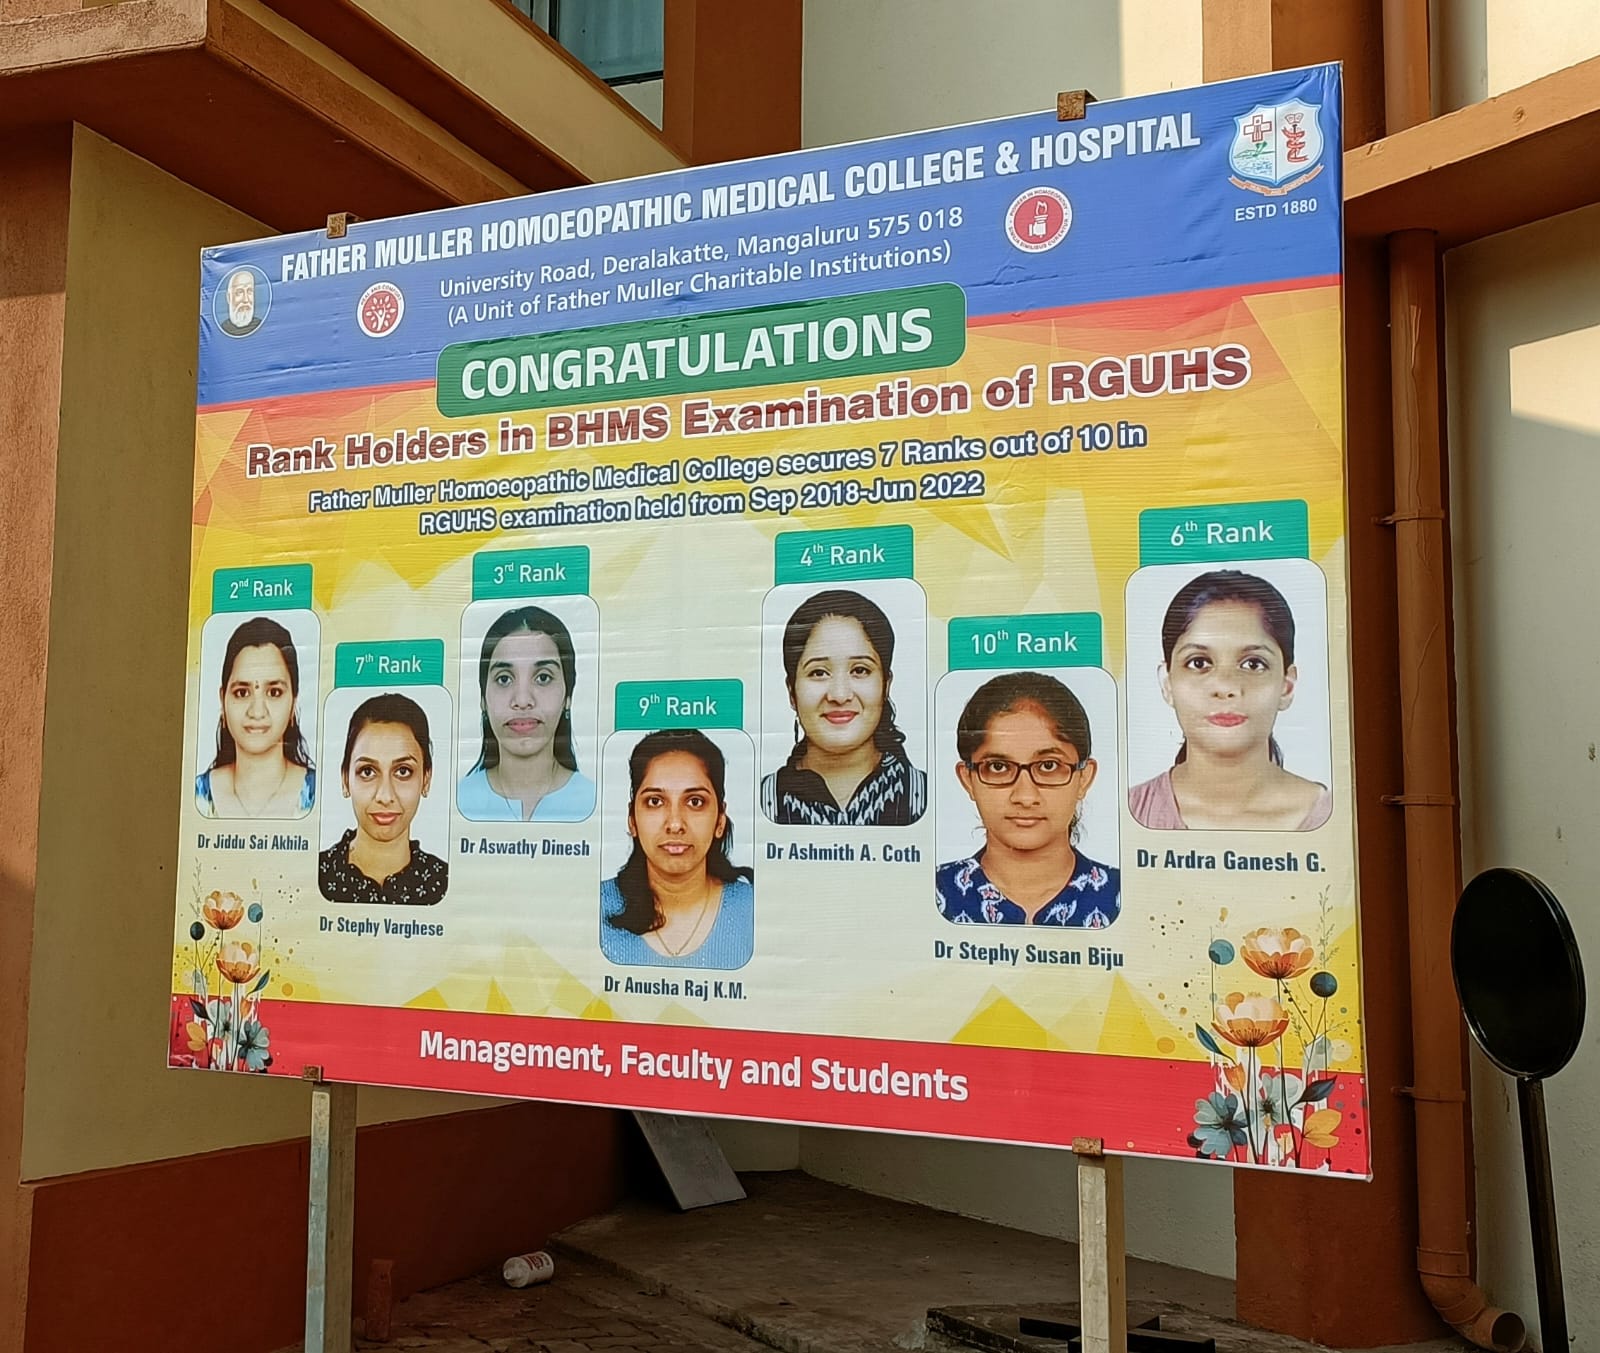 FATHER MULLER HOMOEOPATHIC MEDICAL COLLEGE & HOSPITAL
University Road, Deralakatte, Mangaluru 575 018
(A Unit of Father Muller Charitable Institutions)
ESTD 1880
CONGRATULATIONS
Rank Holders in BHMS Examination of RGUHS
Father Muller Homoeopathic Medical College secures 7 Ranks out of 10 in
RGUHS examination held from Sep 2018-Jun 2022
2nd Rank
Dr Jiddu Sai Akhila
7th Rank
Dr Stephy Varghese
3rd Rank
Dr Aswathy Dinesh
9th Rank
Dr Anusha Raj K.M.
4th Rank
Dr Ashmith A. Coth
10th Rank
Dr Stephy Susan Biju
6th Rank
Dr Ardra Ganesh G.
Management, Faculty and Students